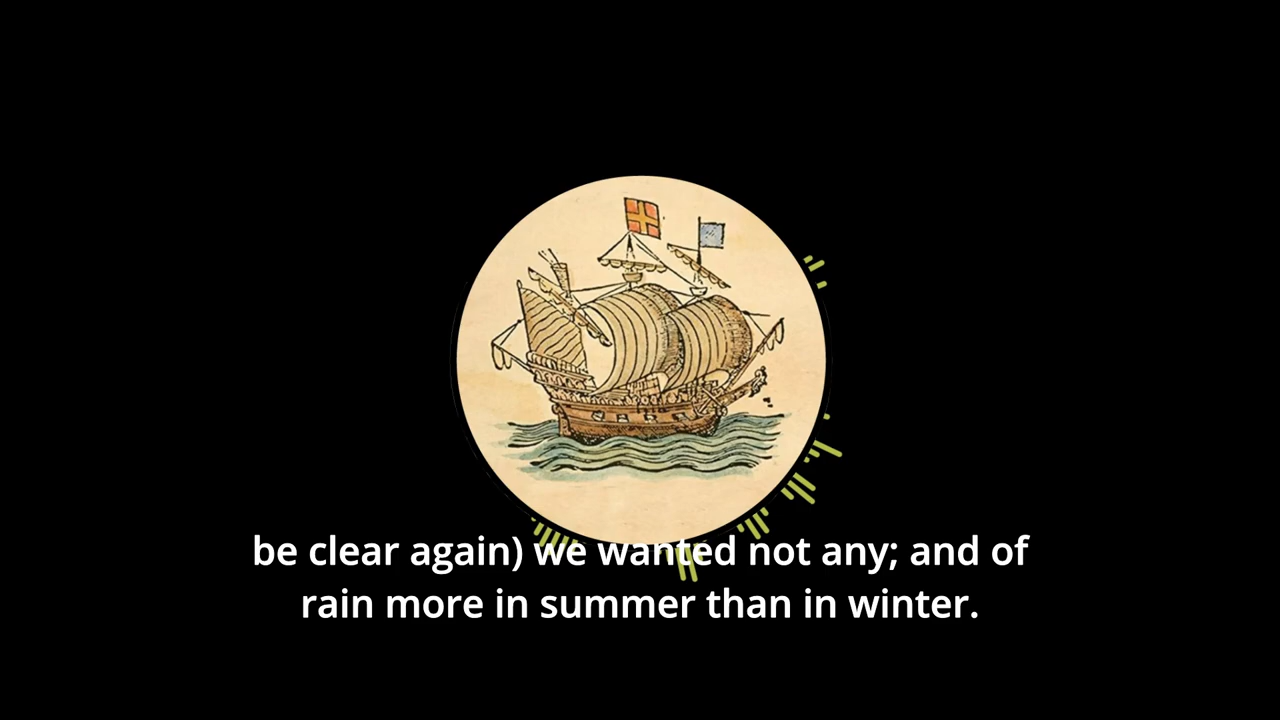 be clear again) we wanted not any; and of
rain more in summer than in winter.